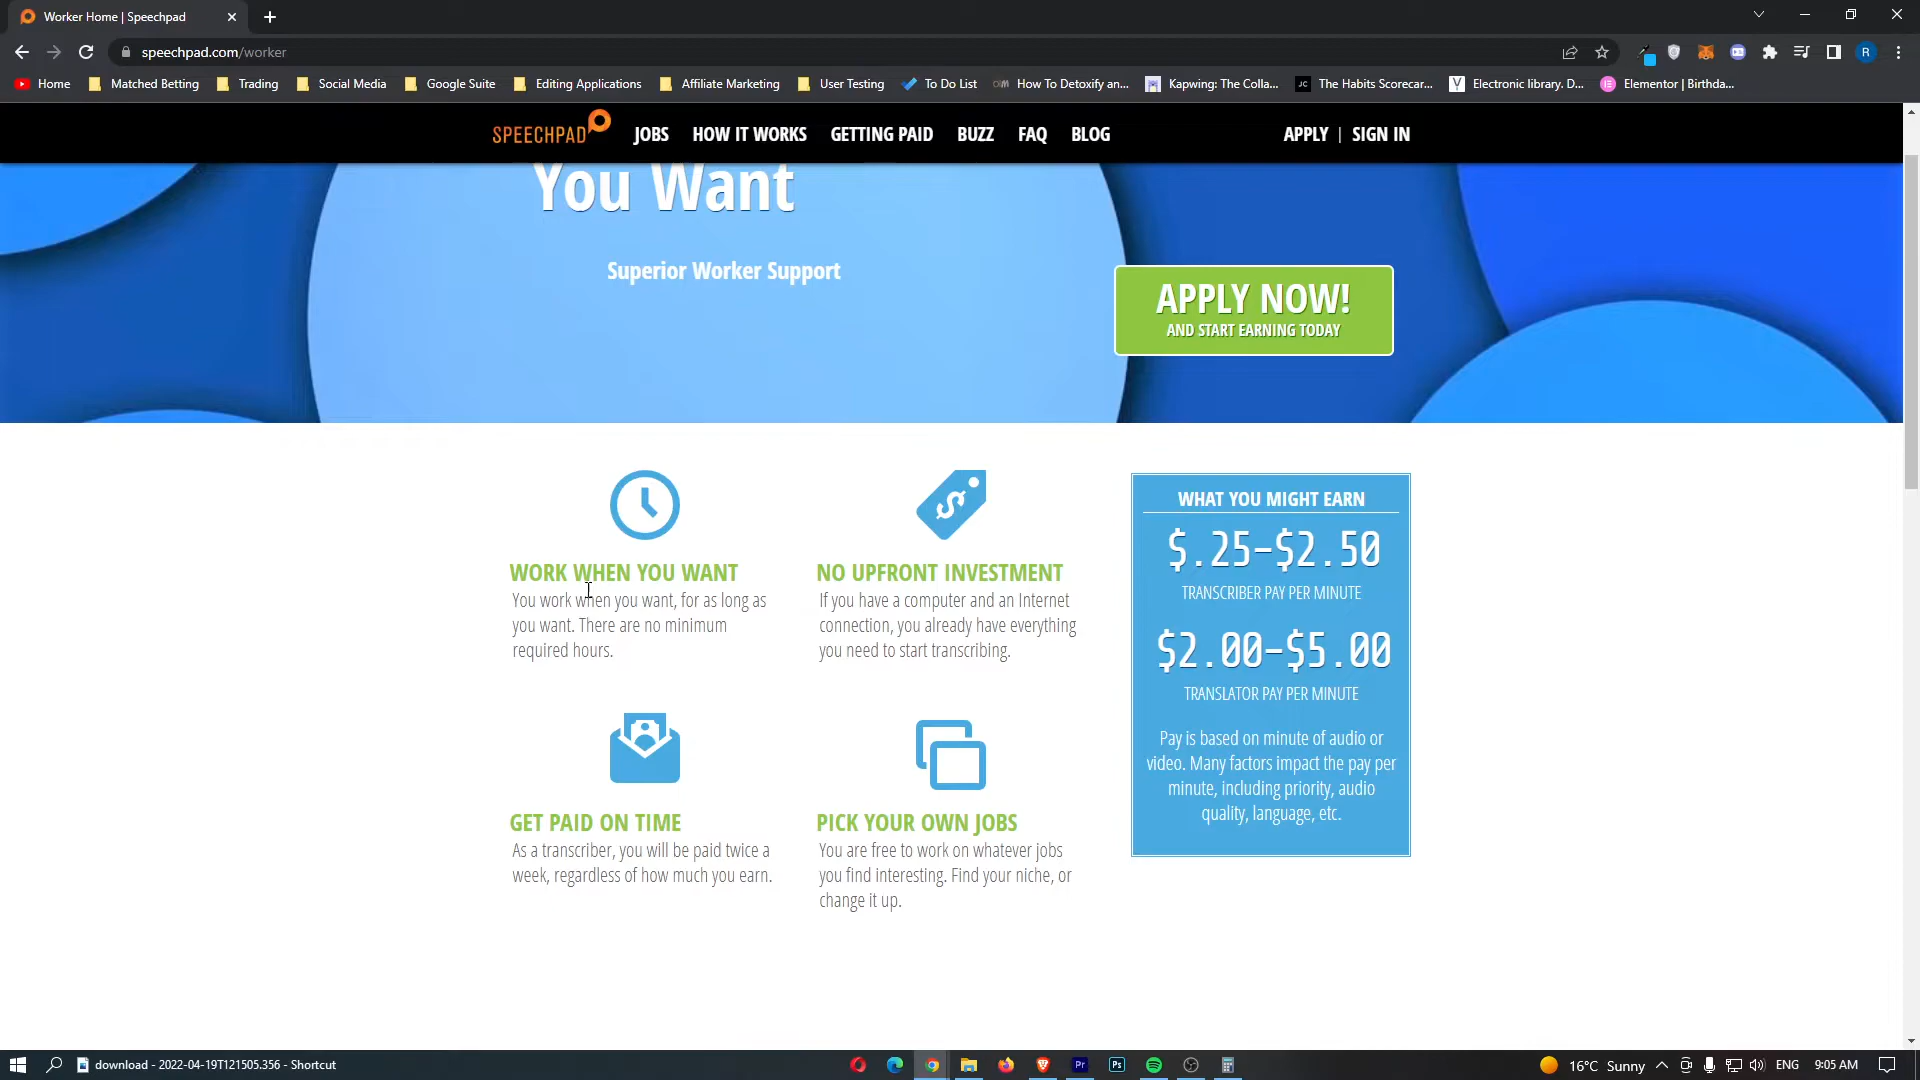 Worker Home | Speechpad
speechpad.com/worker
R
Home
Matched Betting
Trading
Social Media
Google Suite
Editing Applications
Affiliate Marketing
User Testing
To Do List
How To Detoxify an...
Kapwing: The Colla...
JC
The Habits Scorecar...
Electronic library. D...
Elementor | Birthda...
SPEECHPAD
JOBS
HOW IT WORKS
GETTING PAID
BUZZ
FAQ
BLOG
APPLY | SIGN IN
You Want
Superior Worker Support
APPLY NOW!
AND START EARNING TODAY
WORK WHEN YOU WANT
You work when you want, for as long as
you want. There are no minimum
required hours.
NO UPFRONT INVESTMENT
If you have a computer and an Internet
connection, you already have everything
you need to start transcribing.
WHAT YOU MIGHT EARN
$.25-$2.50
TRANSCRIBER PAY PER MINUTE
$2.00-$5.00
TRANSLATOR PAY PER MINUTE
Pay is based on minute of audio or
video. Many factors impact the pay per
minute, including priority, audio
quality, language, etc.
GET PAID ON TIME
As a transcriber, you will be paid twice a
week, regardless of how much you earn.
PICK YOUR OWN JOBS
You are free to work on whatever jobs
you find interesting. Find your niche, or
change it up.
download - 2022-04-19T121505.356 - Shortcut
Pr
Ps
16°C Sunny
ENG
9:05 AM